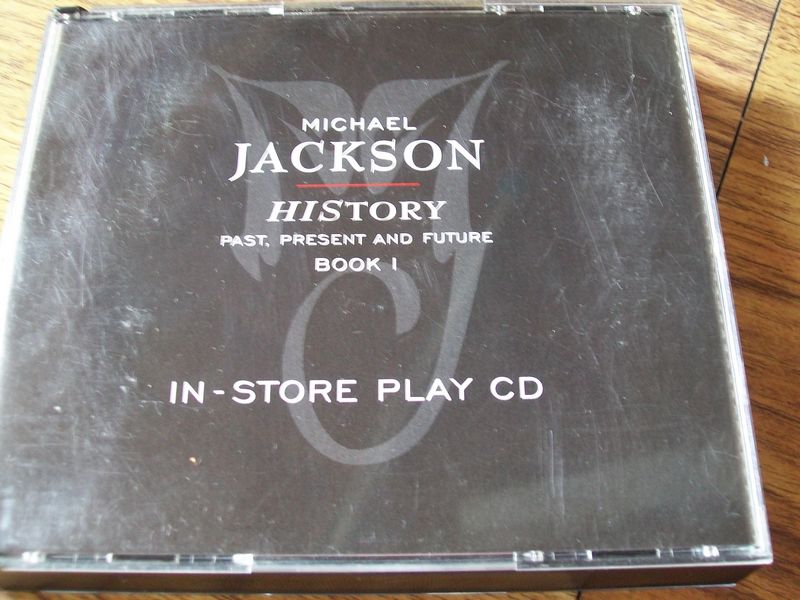 MICHAEL
JACKSON
HISTORY
PAST, PRESENT AND FUTURE
BOOK I
IN-STORE PLAY CD